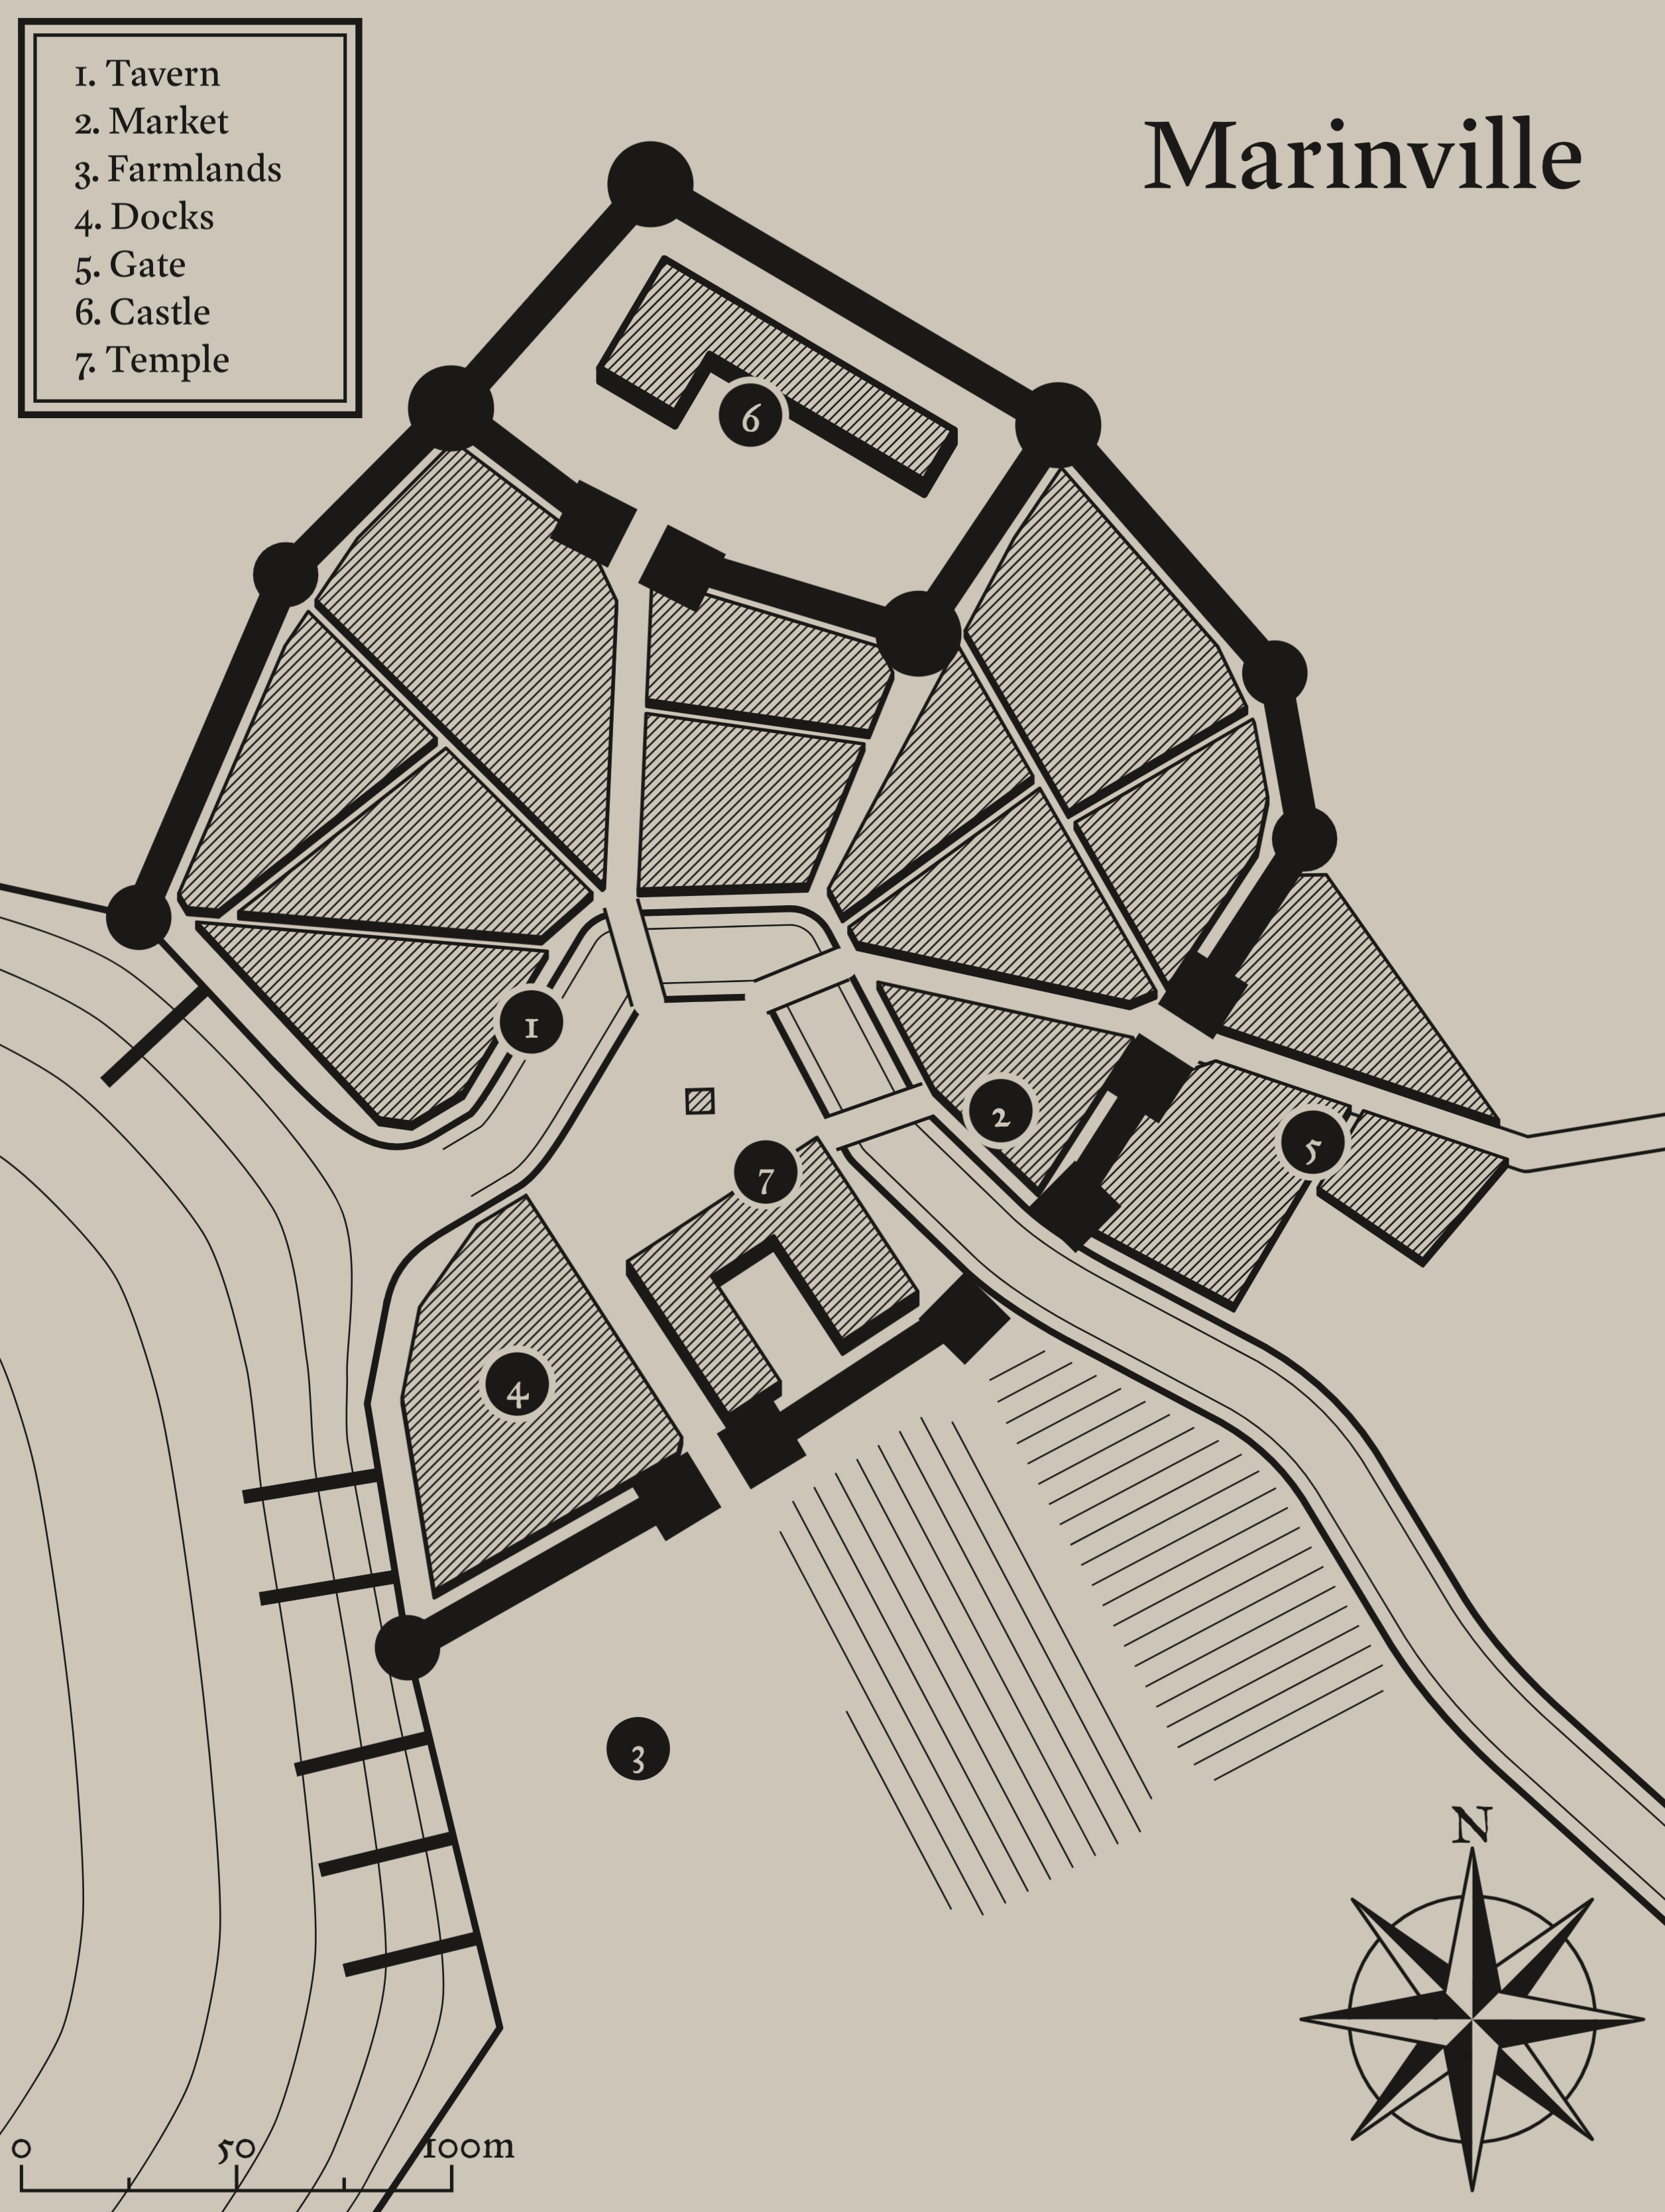 1. Tavern
2. Market
3. Farmlands
4. Docks
5. Gate
6. Castle
7. Temple
Marinville
6
1
2
7
5
4
3
N
0 50 100m